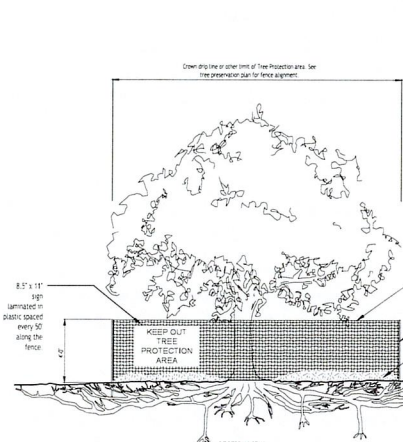 Crown drip line or other limit of Tree Protection area. See
tree preservation plan for fence alignment
8.5" x 11"
sign
laminated in
plastic spaced
every 50'
along the
fence.
KEEP OUT
TREE
PROTECTION
AREA
4'-0"